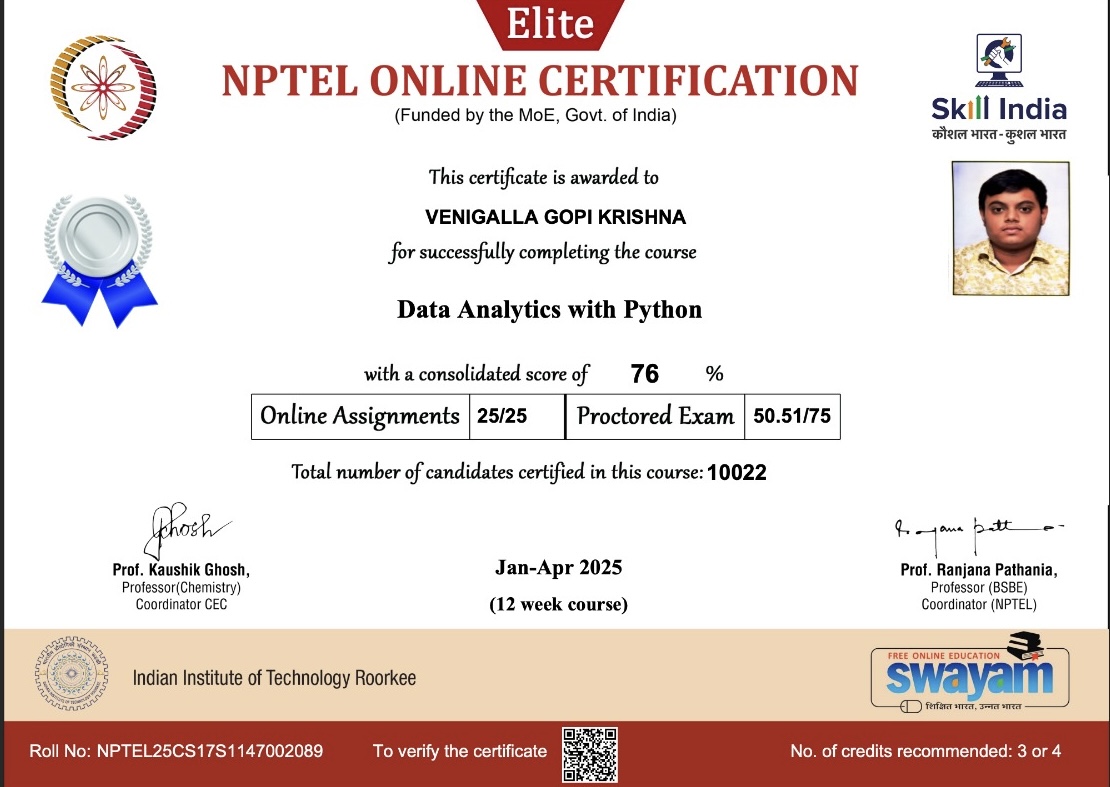 Elite
NPTEL ONLINE CERTIFICATION
(Funded by the MoE, Govt. of India)
Skill India
कौशल भारत - कुशल भारत
This certificate is awarded to
VENIGALLA GOPI KRISHNA
for successfully completing the course
Data Analytics with Python
with a consolidated score of 76 %
Online Assignments 25/25 Proctored Exam 50.51/75
Total number of candidates certified in this course: 10022
Prof. Kaushik Ghosh,
Professor(Chemistry)
Coordinator CEC
Jan-Apr 2025
(12 week course)
Prof. Ranjana Pathania,
Professor (BSBE)
Coordinator (NPTEL)
Indian Institute of Technology Roorkee
FREE ONLINE EDUCATION
swayam
शिक्षित भारत, उन्नत भारत
Roll No: NPTEL25CS17S1147002089
To verify the certificate
No. of credits recommended: 3 or 4